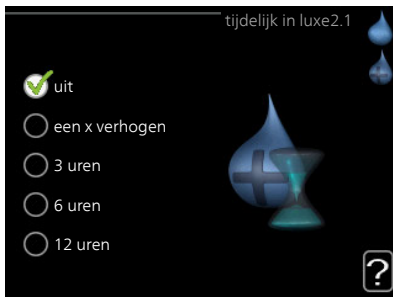 tijdelijk in luxe2.1
uit
een x verhogen
3 uren
6 uren
12 uren
?